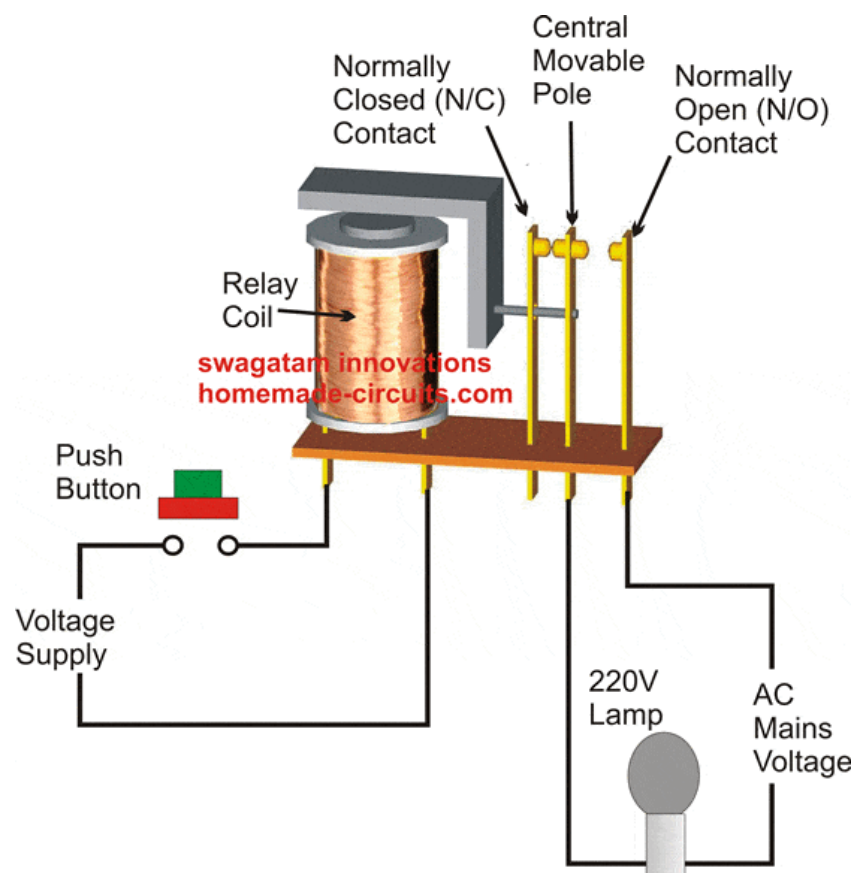 Central
Movable
Pole
Normally
Closed (N/C)
Contact
Normally
Open (N/O)
Contact
Relay
Coil
swagatam innovations
homemade-circuits.com
Push
Button
Voltage
Supply
220V
Lamp
AC
Mains
Voltage